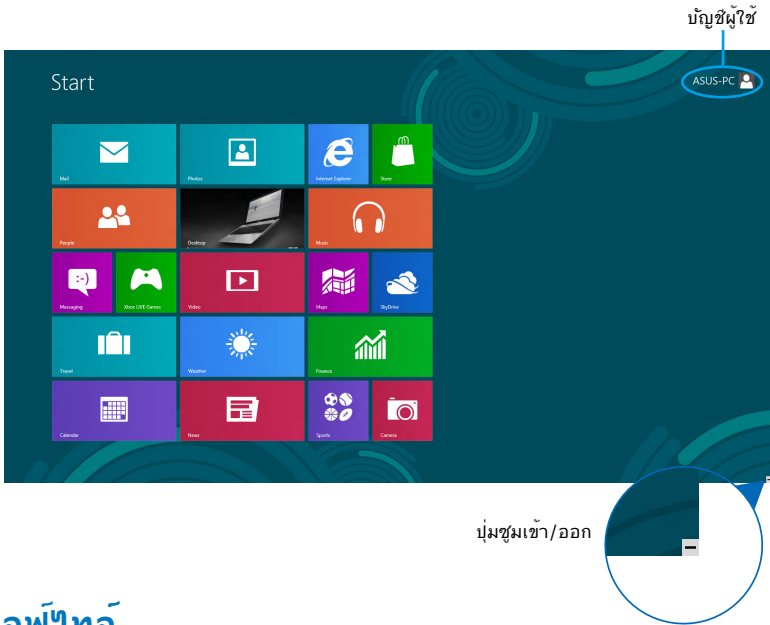 บัญชีผู้ใช้
Start
ASUS-PC
Mail
Photos
Internet Explorer
Store
People
Desktop
Music
Messaging
Xbox LIVE Games
Video
Maps
SkyDrive
Travel
Weather
Finance
Calendar
News
Sports
Camera
ปุ่มซูมเข้า/ออก